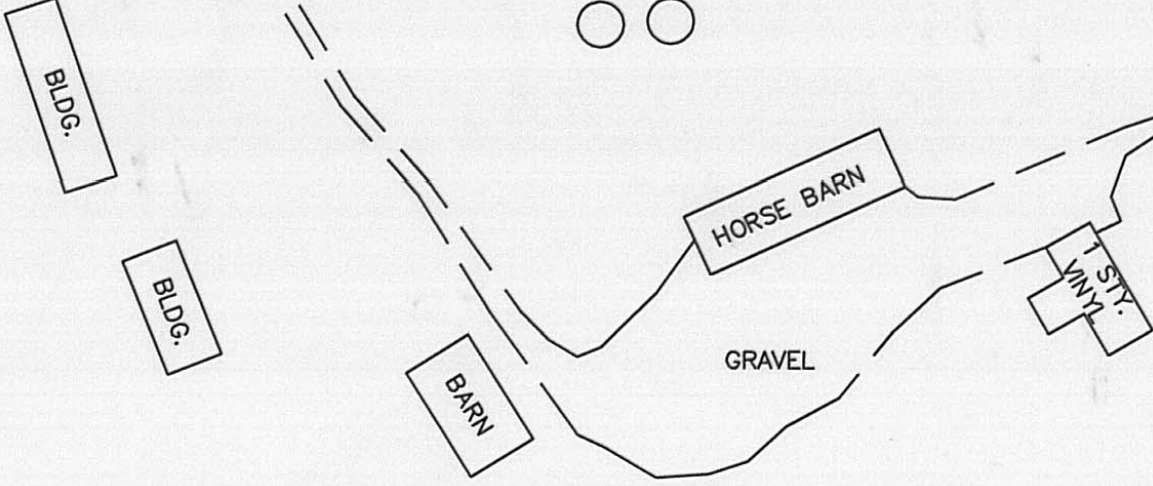 BLDG.
HORSE BARN
1 STY.
VINYL
BLDG.
GRAVEL
BARN